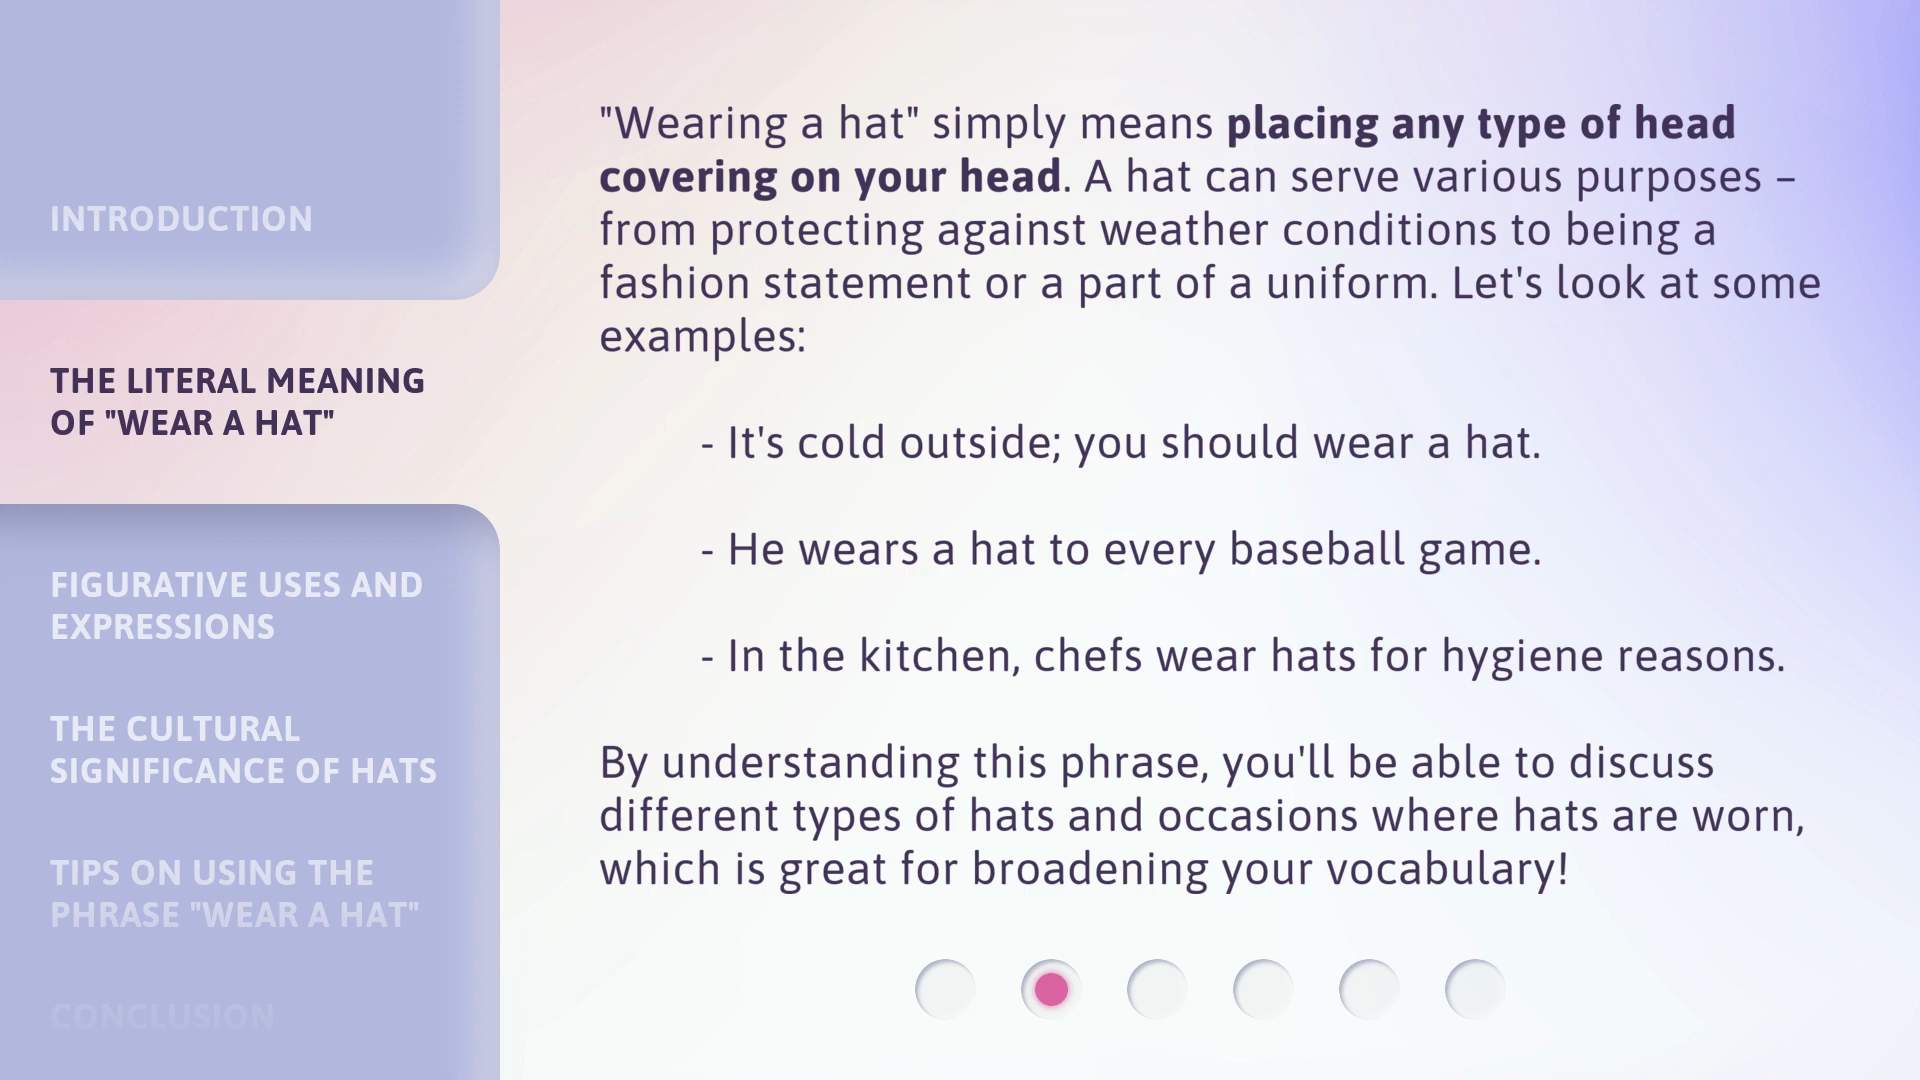 INTRODUCTION
THE LITERAL MEANING
OF "WEAR A HAT"
FIGURATIVE USES AND
EXPRESSIONS
THE CULTURAL
SIGNIFICANCE OF HATS
TIPS ON USING THE
PHRASE "WEAR A HAT"
CONCLUSION
"Wearing a hat" simply means placing any type of head
covering on your head. A hat can serve various purposes –
from protecting against weather conditions to being a
fashion statement or a part of a uniform. Let's look at some
examples:
- It's cold outside; you should wear a hat.
- He wears a hat to every baseball game.
- In the kitchen, chefs wear hats for hygiene reasons.
By understanding this phrase, you'll be able to discuss
different types of hats and occasions where hats are worn,
which is great for broadening your vocabulary!